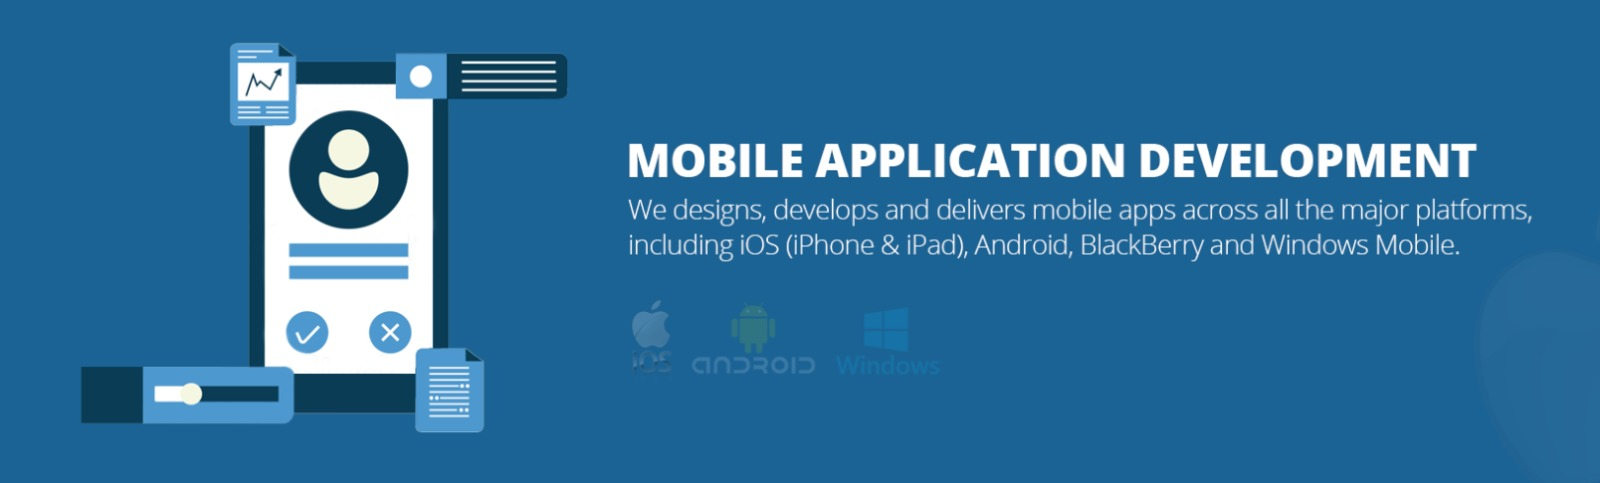 MOBILE APPLICATION DEVELOPMENT
We designs, develops and delivers mobile apps across all the major platforms,
including iOS (iPhone & iPad), Android, BlackBerry and Windows Mobile.
iOS ANDROID Windows